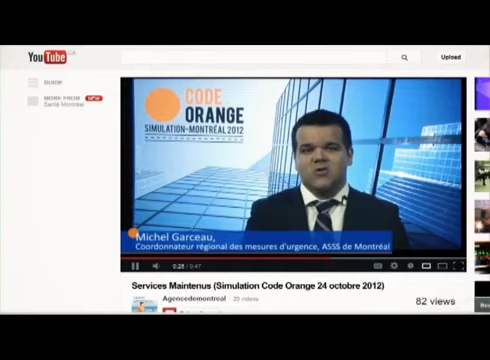 YouTube CA
Upload
GUIDE
MORE FROM NEW
Santé Montréal
CODE
ORANGE
SIMULATION-MONTRÉAL 2012
Michel Garceau,
Coordonnateur régional des mesures d'urgence, ASSS de Montréal
0:28 / 0:47
Services Maintenus (Simulation Code Orange 24 octobre 2012)
Agencedemontreal · 20 videos
82 views